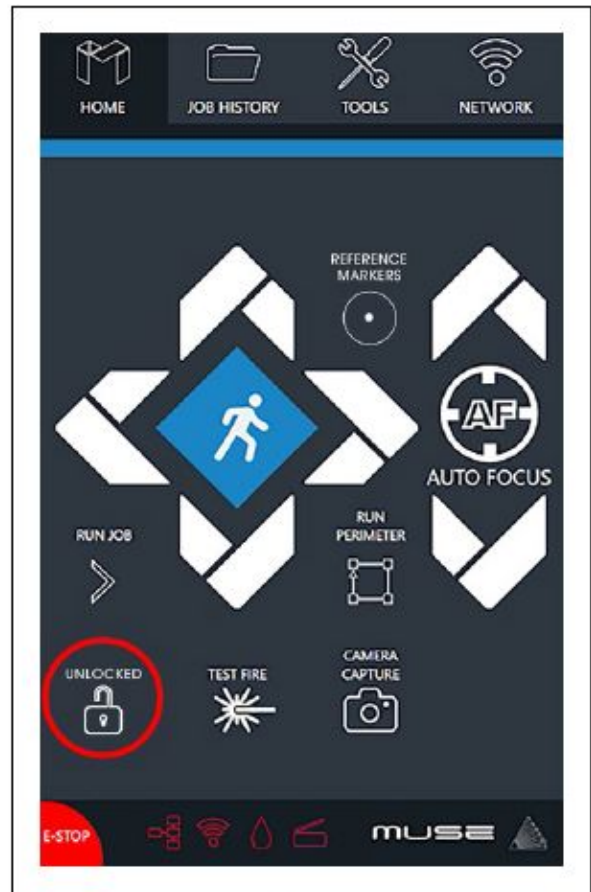 HOME
JOB HISTORY
TOOLS
NETWORK
REFERENCE
MARKERS
AF
AUTO FOCUS
RUN JOB
RUN
PERIMETER
UNLOCKED
TEST FIRE
CAMERA
CAPTURE
E-STOP
MUSE